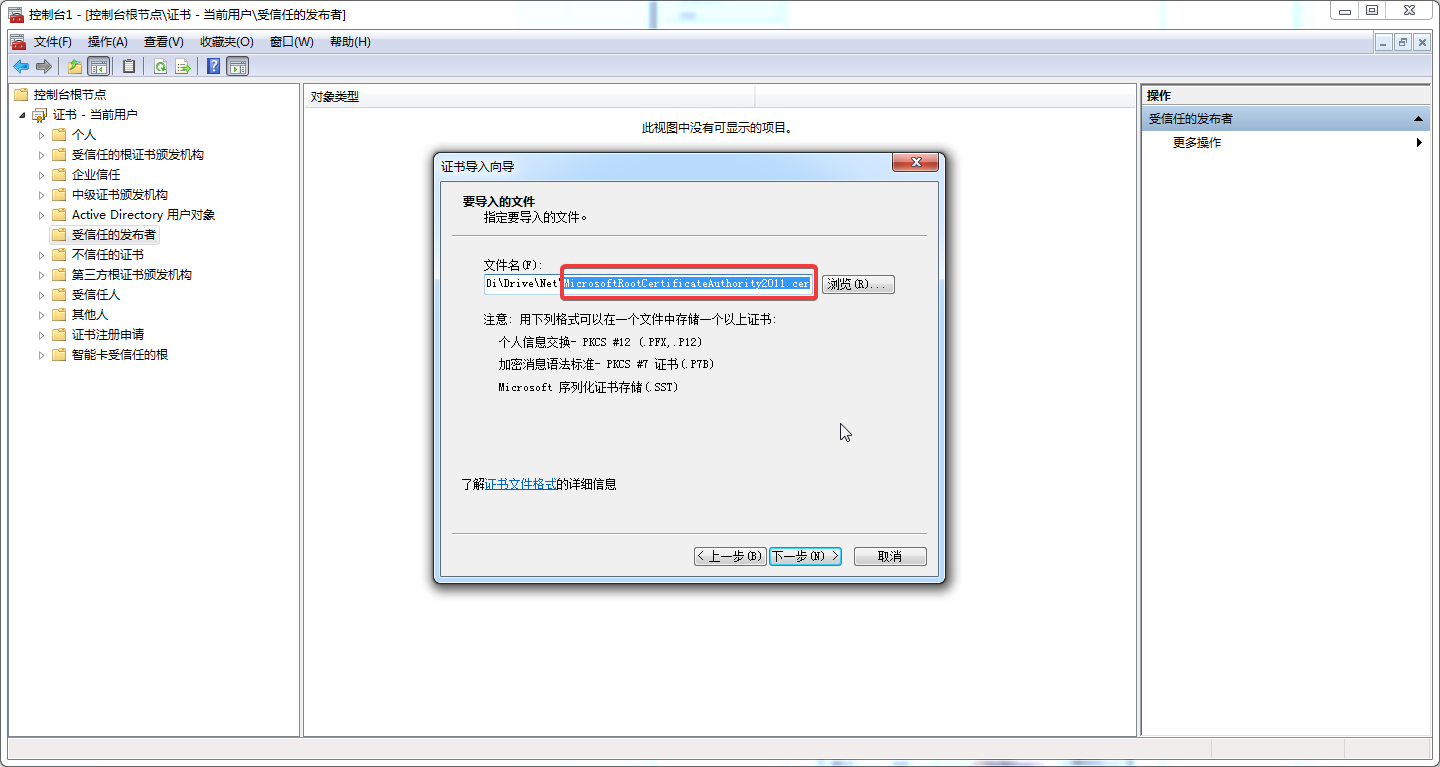 控制台1 - [控制台根节点\证书 - 当前用户\受信任的发布者]
文件(F) 操作(A) 查看(V) 收藏夹(O) 窗口(W) 帮助(H)
控制台根节点
证书 - 当前用户
个人
受信任的根证书颁发机构
企业信任
中级证书颁发机构
Active Directory 用户对象
受信任的发布者
不信任的证书
第三方根证书颁发机构
受信任人
其他人
证书注册申请
智能卡受信任的根
对象类型
此视图中没有可显示的项目。
证书导入向导
要导入的文件
指定要导入的文件。
文件名(F):
Di\Drive\Net\MicrosoftRootCertificateAuthority2011.cer
浏览(R)...
注意: 用下列格式可以在一个文件中存储一个以上证书:
个人信息交换- PKCS #12 (.PFX,.P12)
加密消息语法标准- PKCS #7 证书(.P7B)
Microsoft 序列化证书存储(.SST)
了解证书文件格式的详细信息
< 上一步(B) 下一步(N) > 取消
操作
受信任的发布者
更多操作